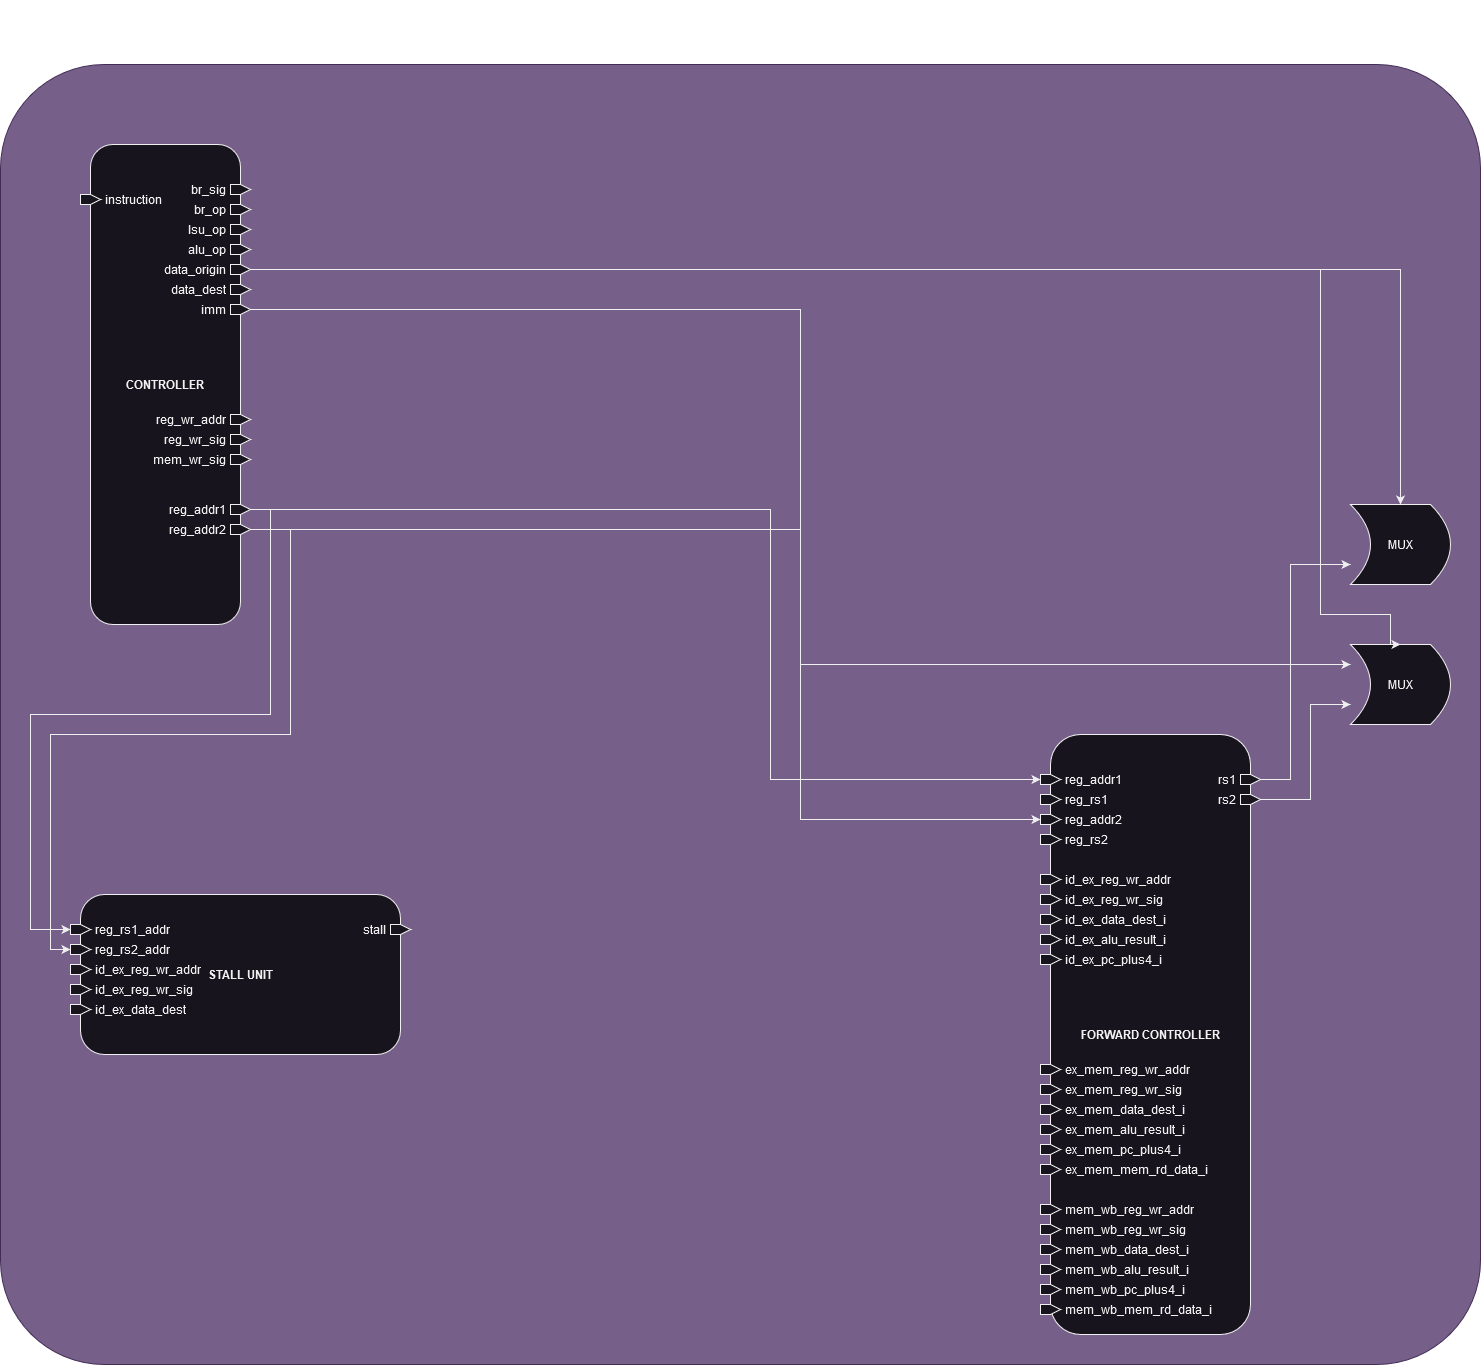 instruction
br_sig
br_op
lsu_op
alu_op
data_origin
data_dest
imm
CONTROLLER
reg_wr_addr
reg_wr_sig
mem_wr_sig
reg_addr1
reg_addr2
MUX
MUX
reg_addr1
reg_rs1
reg_addr2
reg_rs2
rs1
rs2
id_ex_reg_wr_addr
id_ex_reg_wr_sig
id_ex_data_dest_i
id_ex_alu_result_i
id_ex_pc_plus4_i
FORWARD CONTROLLER
ex_mem_reg_wr_addr
ex_mem_reg_wr_sig
ex_mem_data_dest_i
ex_mem_alu_result_i
ex_mem_pc_plus4_i
ex_mem_mem_rd_data_i
mem_wb_reg_wr_addr
mem_wb_reg_wr_sig
mem_wb_data_dest_i
mem_wb_alu_result_i
mem_wb_pc_plus4_i
mem_wb_mem_rd_data_i
reg_rs1_addr
reg_rs2_addr
id_ex_reg_wr_addr
id_ex_reg_wr_sig
id_ex_data_dest
STALL UNIT
stall